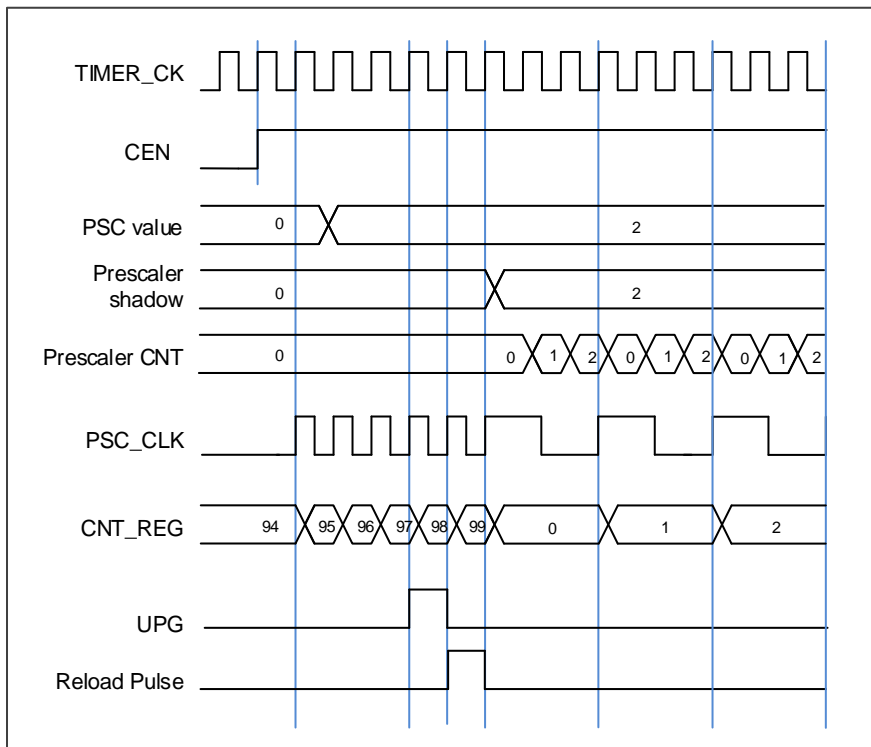 TIMER_CK
CEN
PSC value 0 2
Prescaler
shadow 0 2
Prescaler CNT 0 0 1 2 0 1 2 0 1 2
PSC_CLK
CNT_REG 94 95 96 97 98 99 0 1 2
UPG
Reload Pulse